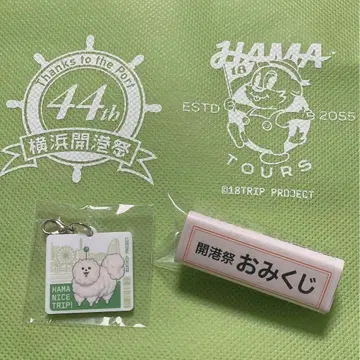 Thanks to the Port
44th
横浜開港祭
HAMA
18
ESTD
2055
TOURS
©18TRIP PROJECT
HAMA
NICE
TRIP!
開港祭 おみくじ